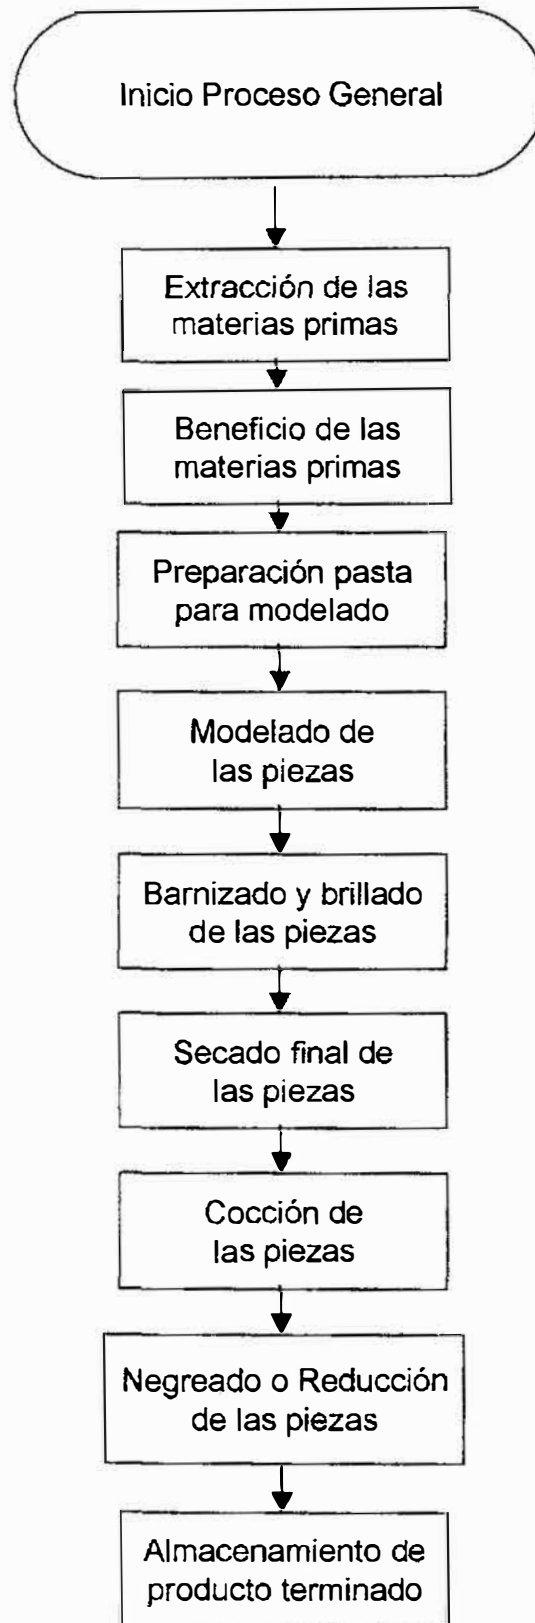 Inicio Proceso General
Extracción de las
materias primas
Beneficio de las
materias primas
Preparación pasta
para modelado
Modelado de
las piezas
Barnizado y brillado
de las piezas
Secado final de
las piezas
Cocción de
las piezas
Negreado o Reducción
de las piezas
Almacenamiento de
producto terminado